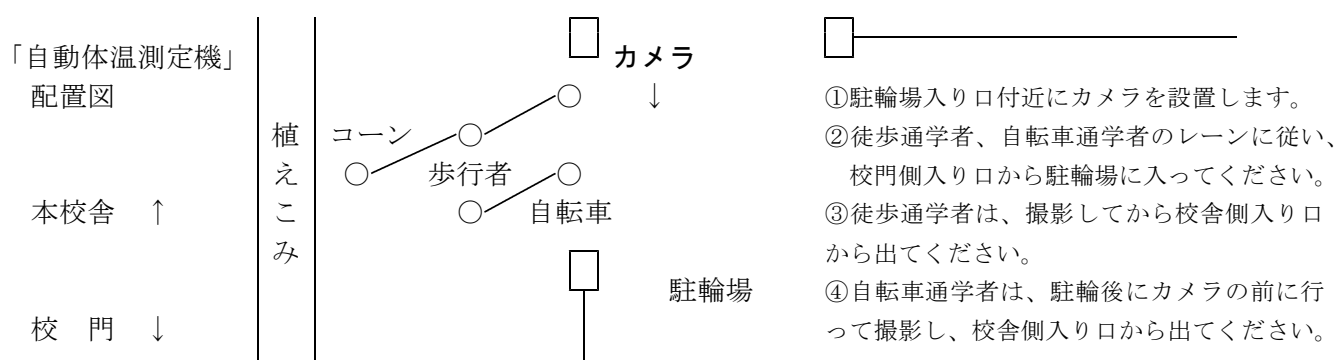 「自動体温測定機」
配置図
本校舎 ↑
校 門 ↓
植えこみ
コーン
歩行者
自転車
カメラ
↓
駐輪場
①駐輪場入り口付近にカメラを設置します。
②徒歩通学者、自転車通学者のレーンに従い、
校門側入り口から駐輪場に入ってください。
③徒歩通学者は、撮影してから校舎側入り口
から出てください。
④自転車通学者は、駐輪後にカメラの前に行
って撮影し、校舎側入り口から出てください。